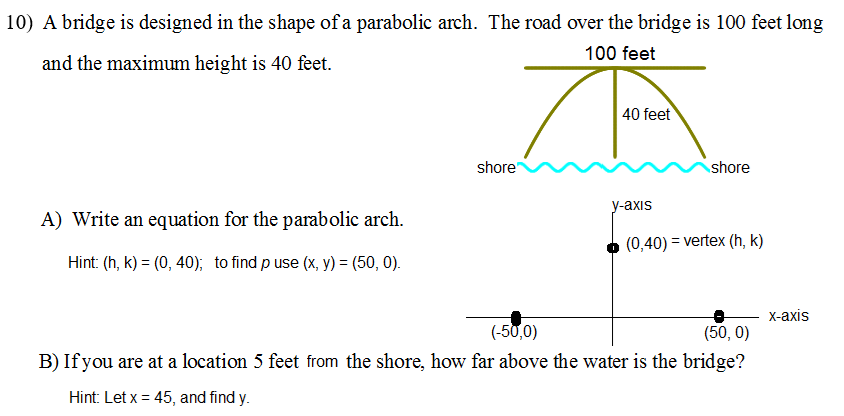 10) A bridge is designed in the shape of a parabolic arch. The road over the bridge is 100 feet long
and the maximum height is 40 feet.
100 feet
40 feet
shore
shore
y-axis
A) Write an equation for the parabolic arch.
(0,40) = vertex (h, k)
Hint: (h, k) = (0, 40); to find p use (x, y) = (50, 0).
x-axis
(-50,0)
(50, 0)
B) If you are at a location 5 feet from the shore, how far above the water is the bridge?
Hint: Let x = 45, and find y.